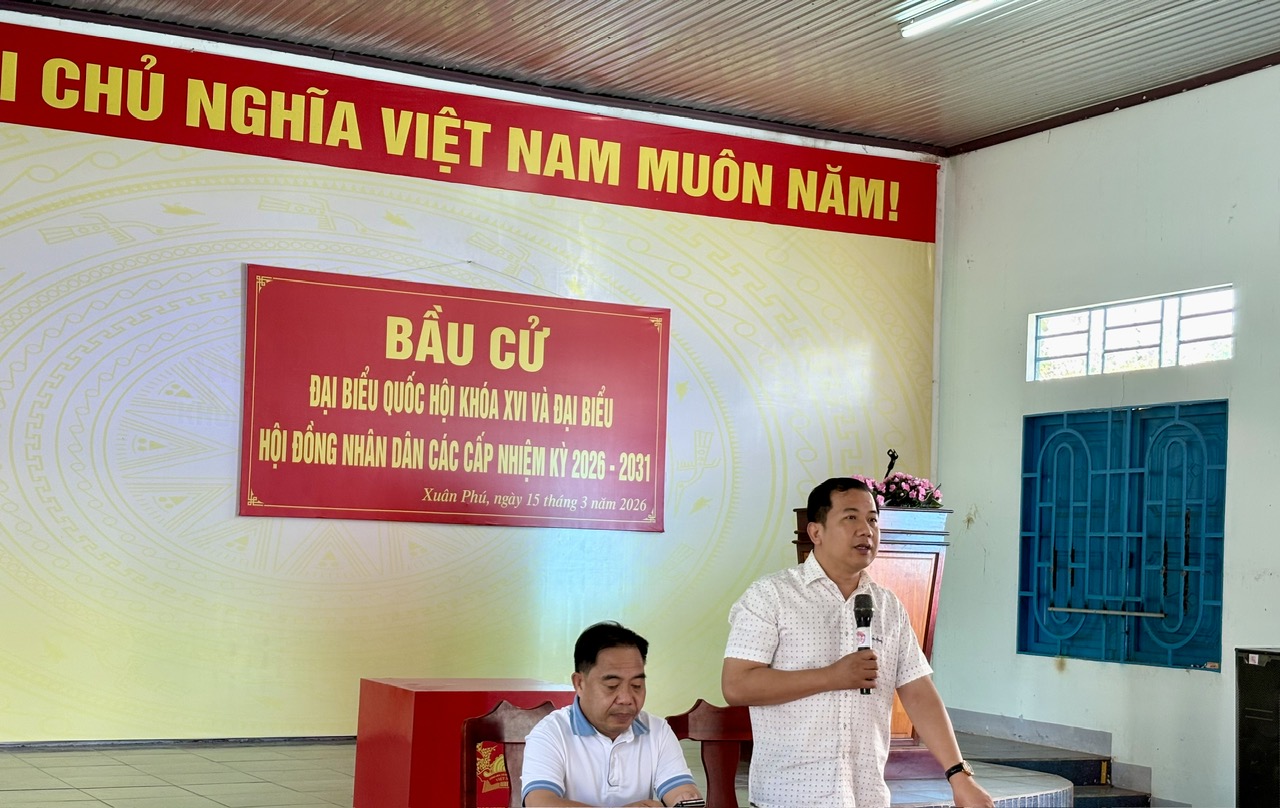 I CHỦ NGHĨA VIỆT NAM MUÔN NĂM!
BẦU CỬ
ĐẠI BIỂU QUỐC HỘI KHÓA XVI VÀ ĐẠI BIỂU
HỘI ĐỒNG NHÂN DÂN CÁC CẤP NHIỆM KỲ 2026 - 2031
Xuân Phú, ngày 15 tháng 3 năm 2026